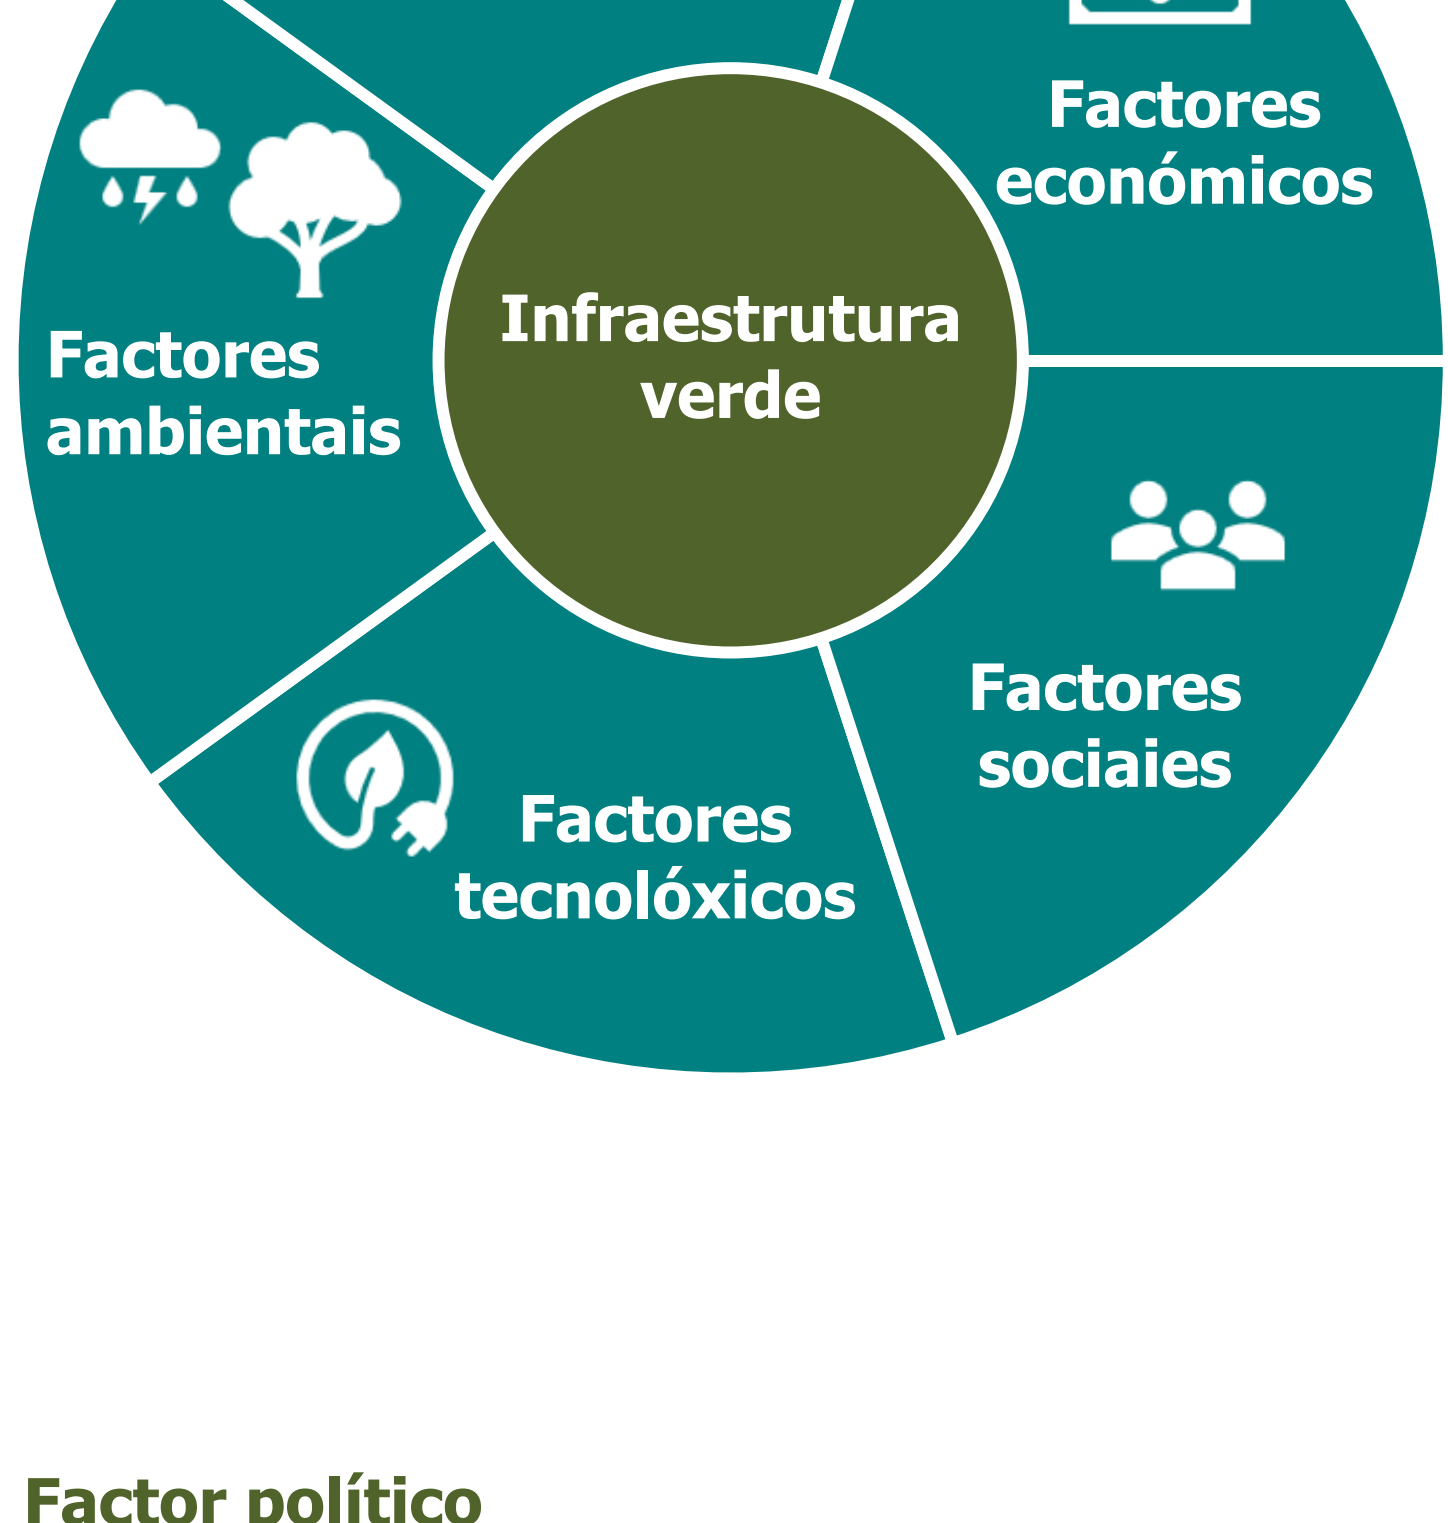 Factores
económicos
Infraestrutura
verde
Factores
ambientais
Factores
sociaies
Factores
tecnolóxicos
Factor político